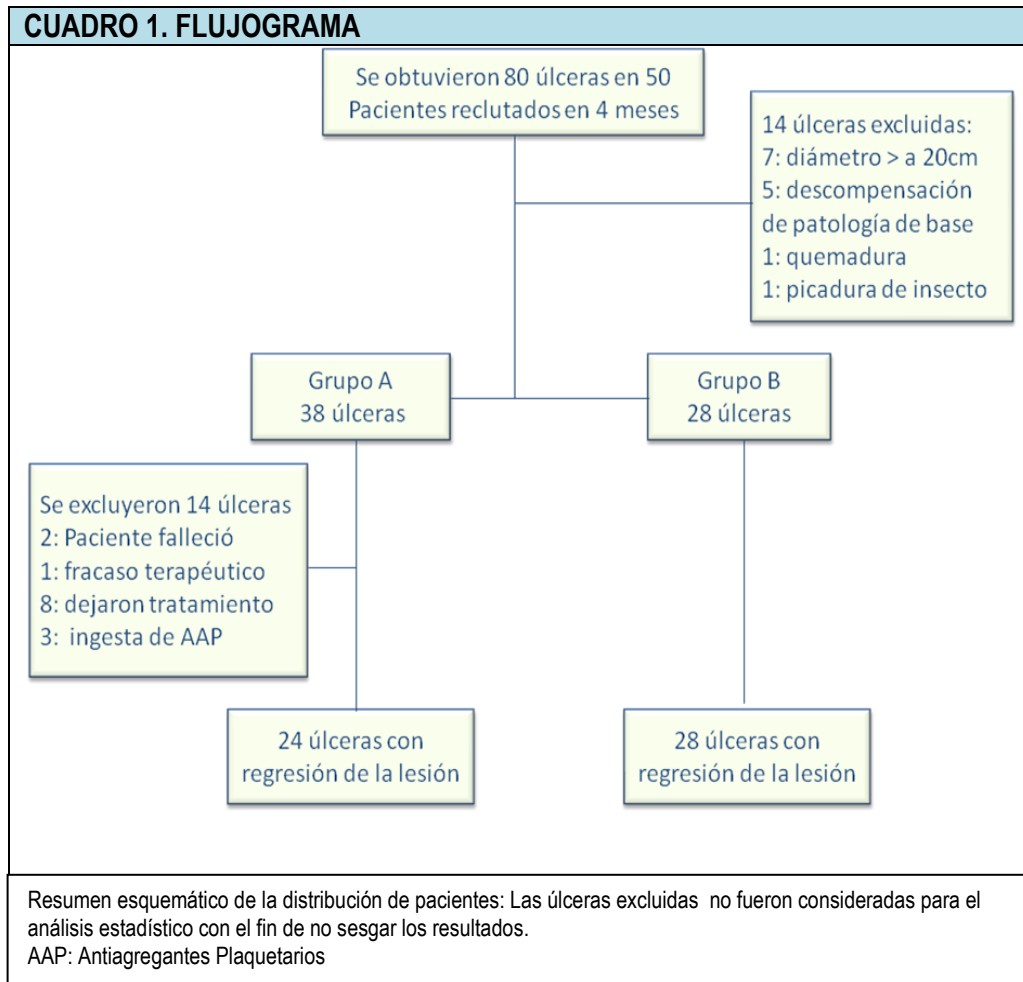 CUADRO 1. FLUJOGRAMA
Se obtuvieron 80 úlceras en 50
Pacientes reclutados en 4 meses
14 úlceras excluidas:
7: diámetro > a 20cm
5: descompensación
de patología de base
1: quemadura
1: picadura de insecto
Grupo A
38 úlceras
Grupo B
28 úlceras
Se excluyeron 14 úlceras
2: Paciente falleció
1: fracaso terapéutico
8: dejaron tratamiento
3: ingesta de AAP
24 úlceras con
regresión de la lesión
28 úlceras con
regresión de la lesión
Resumen esquemático de la distribución de pacientes: Las úlceras excluidas no fueron consideradas para el
análisis estadístico con el fin de no sesgar los resultados.
AAP: Antiagregantes Plaquetarios